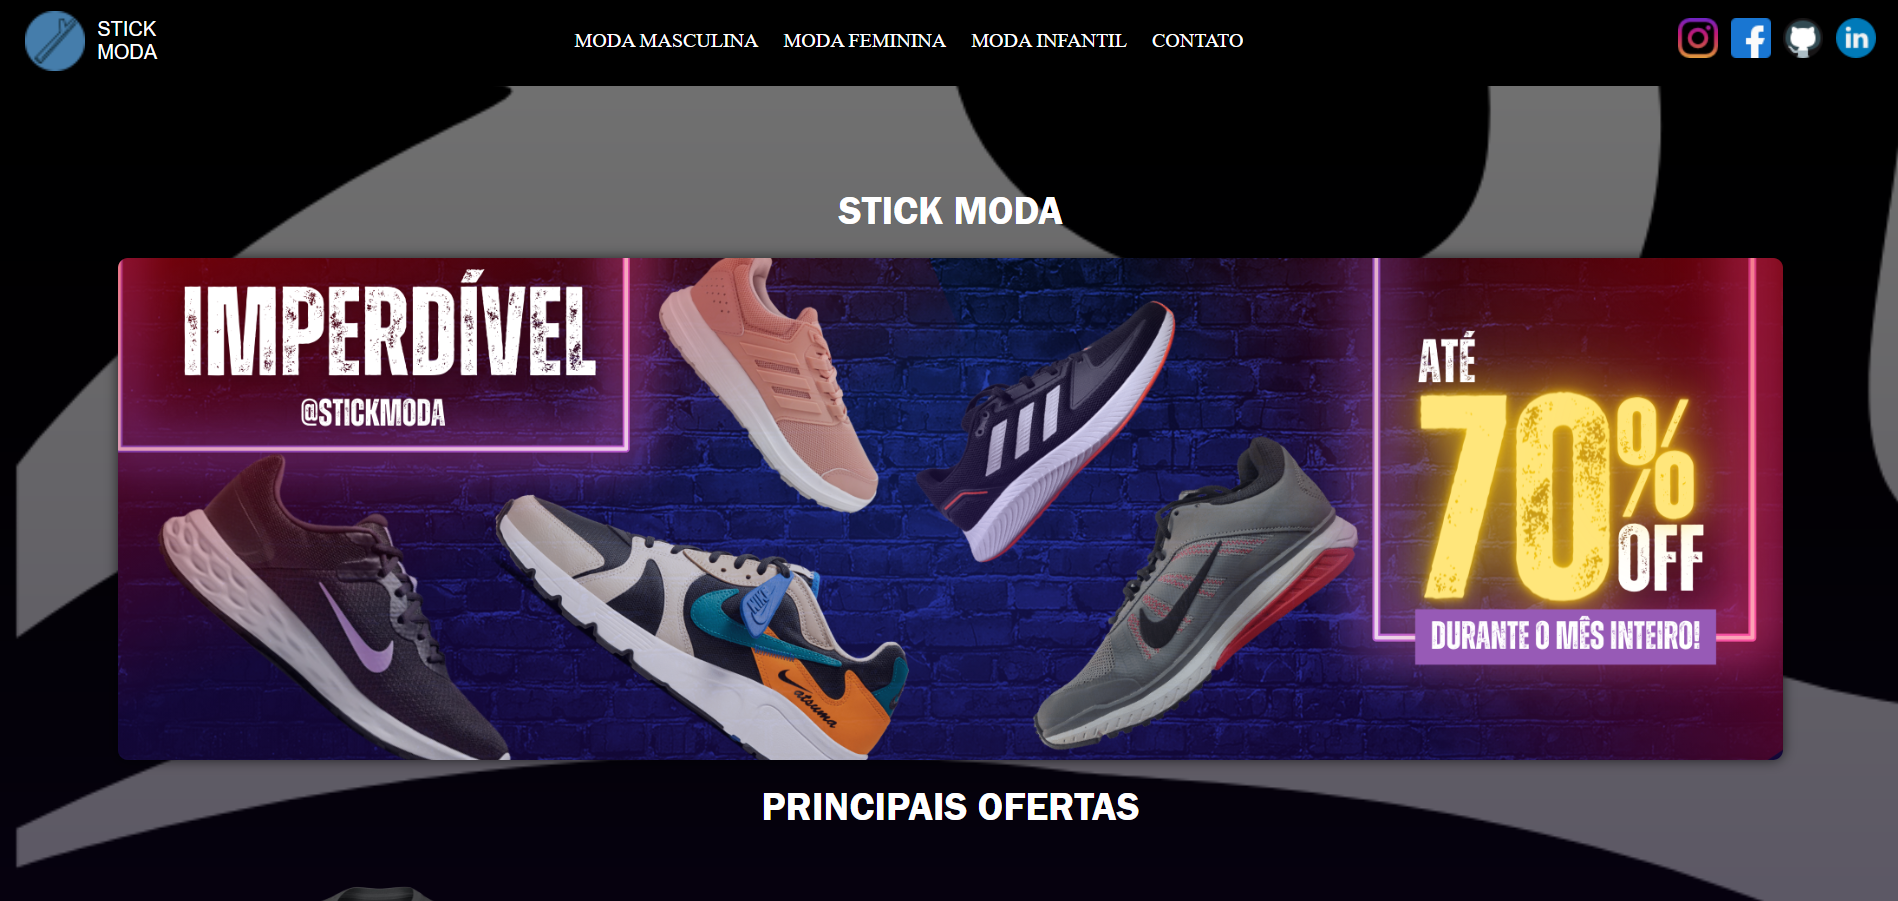 STICK
MODA
MODA MASCULINA
MODA FEMININA
MODA INFANTIL
CONTATO
in
STICK MODA
IMPERDÍVEL
@STICKMODA
ATÉ
70%
OFF
DURANTE O MÊS INTEIRO!
NIKE
atsuma
PRINCIPAIS OFERTAS